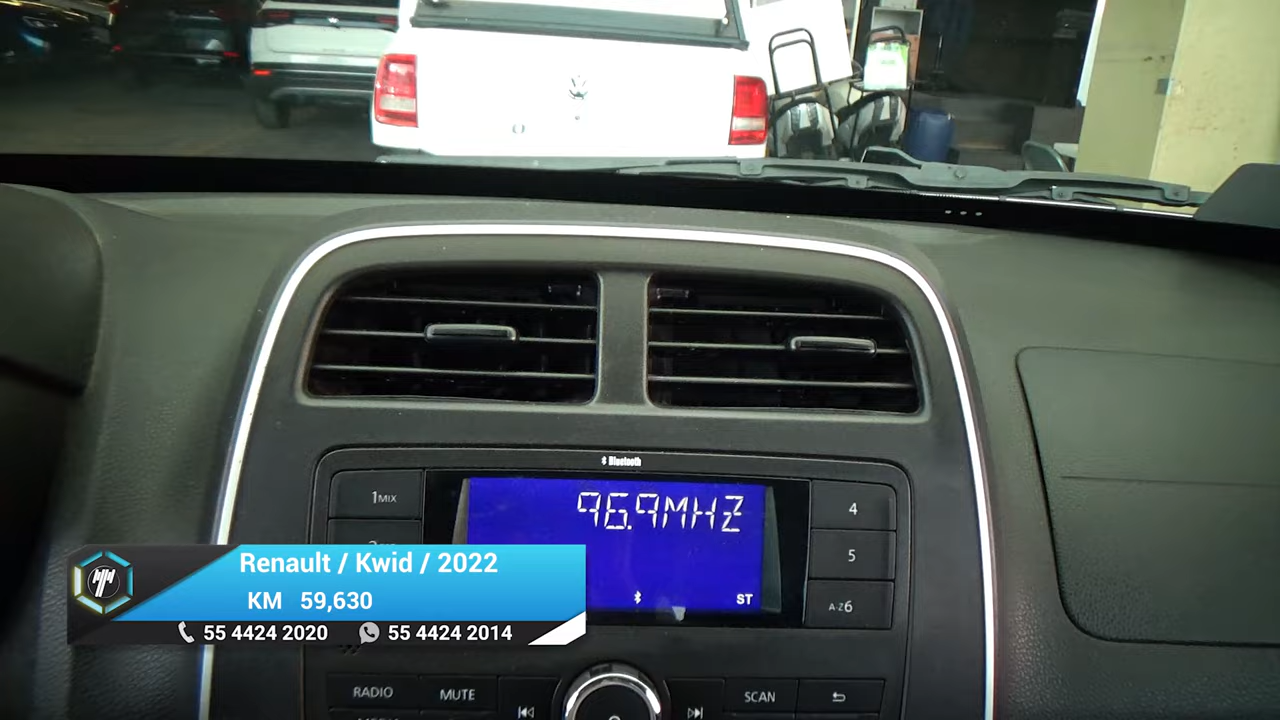 Bluetooth
1MIX
96.9MHZ
4
5
ST
A-Z6
Renault / Kwid / 2022
KM 59,630
55 4424 2020 55 4424 2014
RADIO
MUTE
SCAN